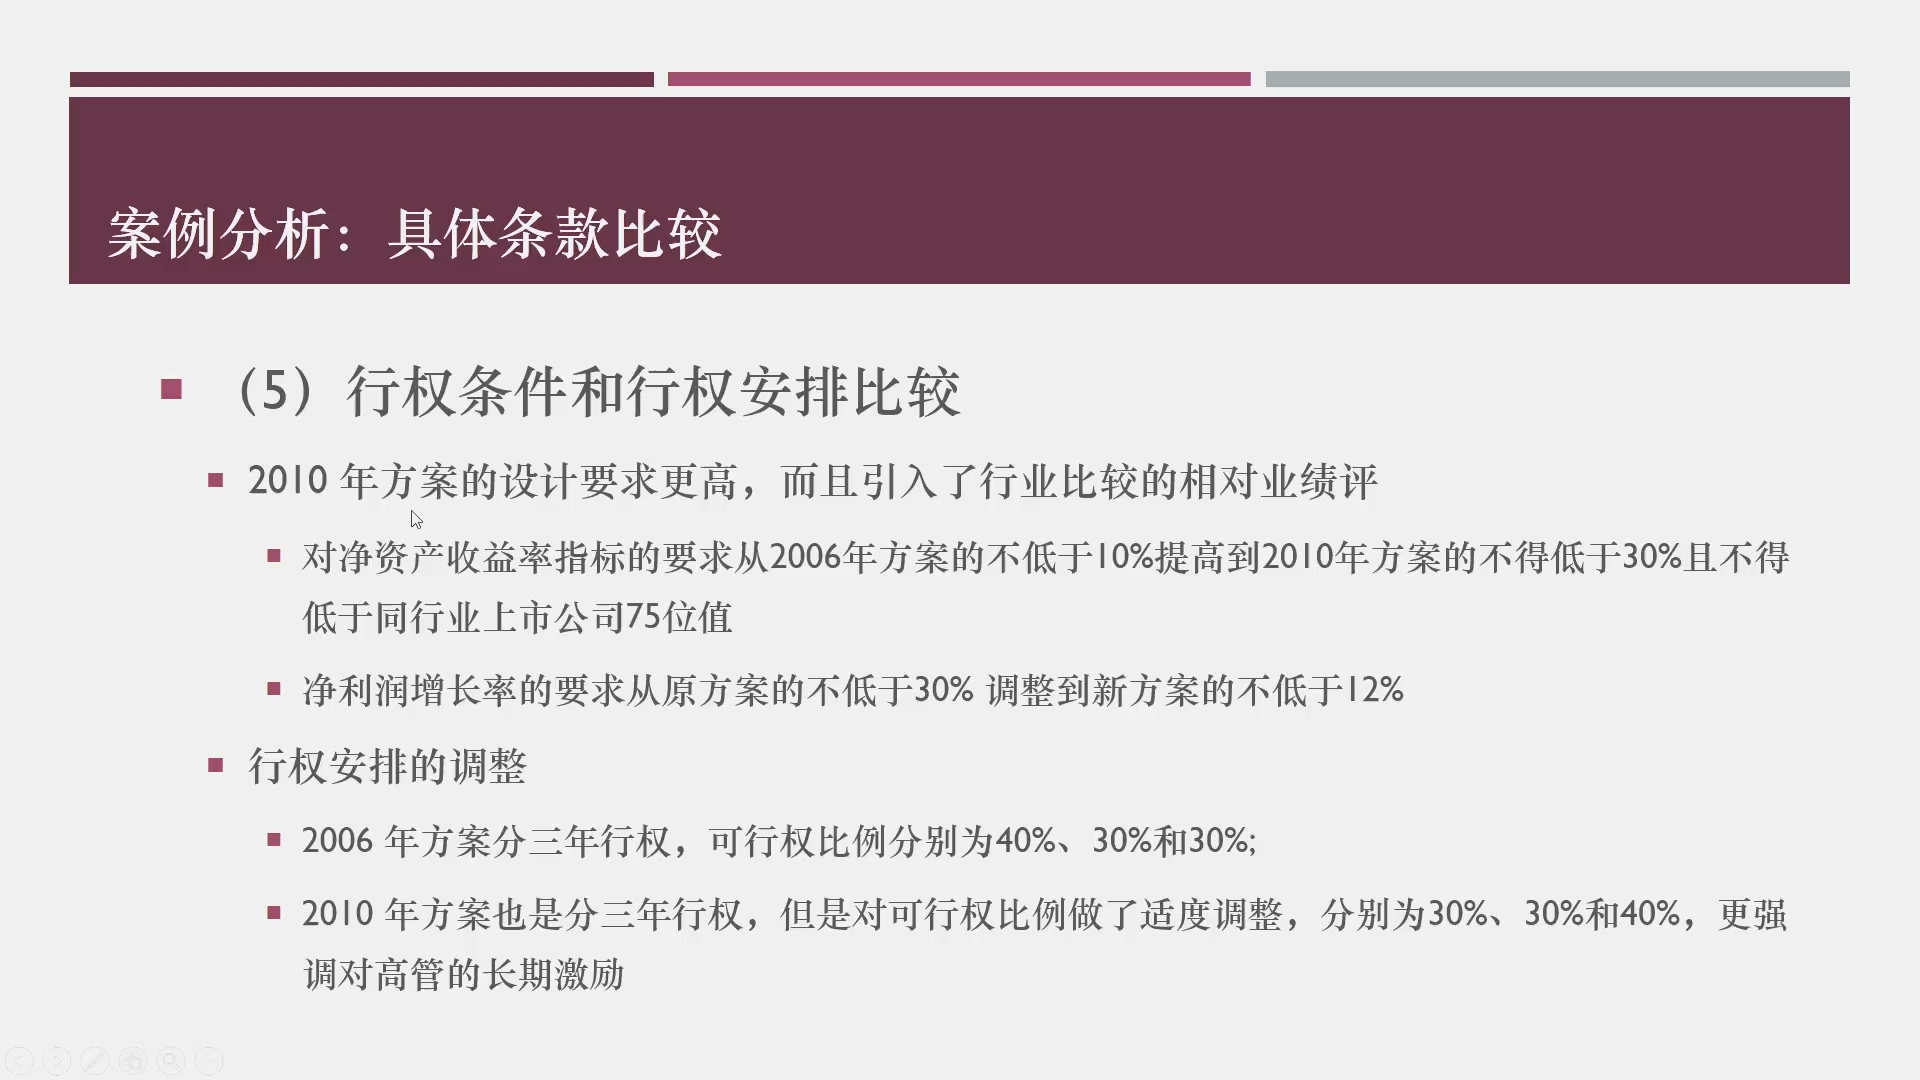 案例分析：具体条款比较
（5）行权条件和行权安排比较
2010 年方案的设计要求更高，而且引入了行业比较的相对业绩评
对净资产收益率指标的要求从2006年方案的不低于10%提高到2010年方案的不得低于30%且不得
低于同行业上市公司75位值
净利润增长率的要求从原方案的不低于30% 调整到新方案的不低于12%
行权安排的调整
2006 年方案分三年行权，可行权比例分别为40%、30%和30%;
2010 年方案也是分三年行权，但是对可行权比例做了适度调整，分别为30%、30%和40%，更强
调对高管的长期激励